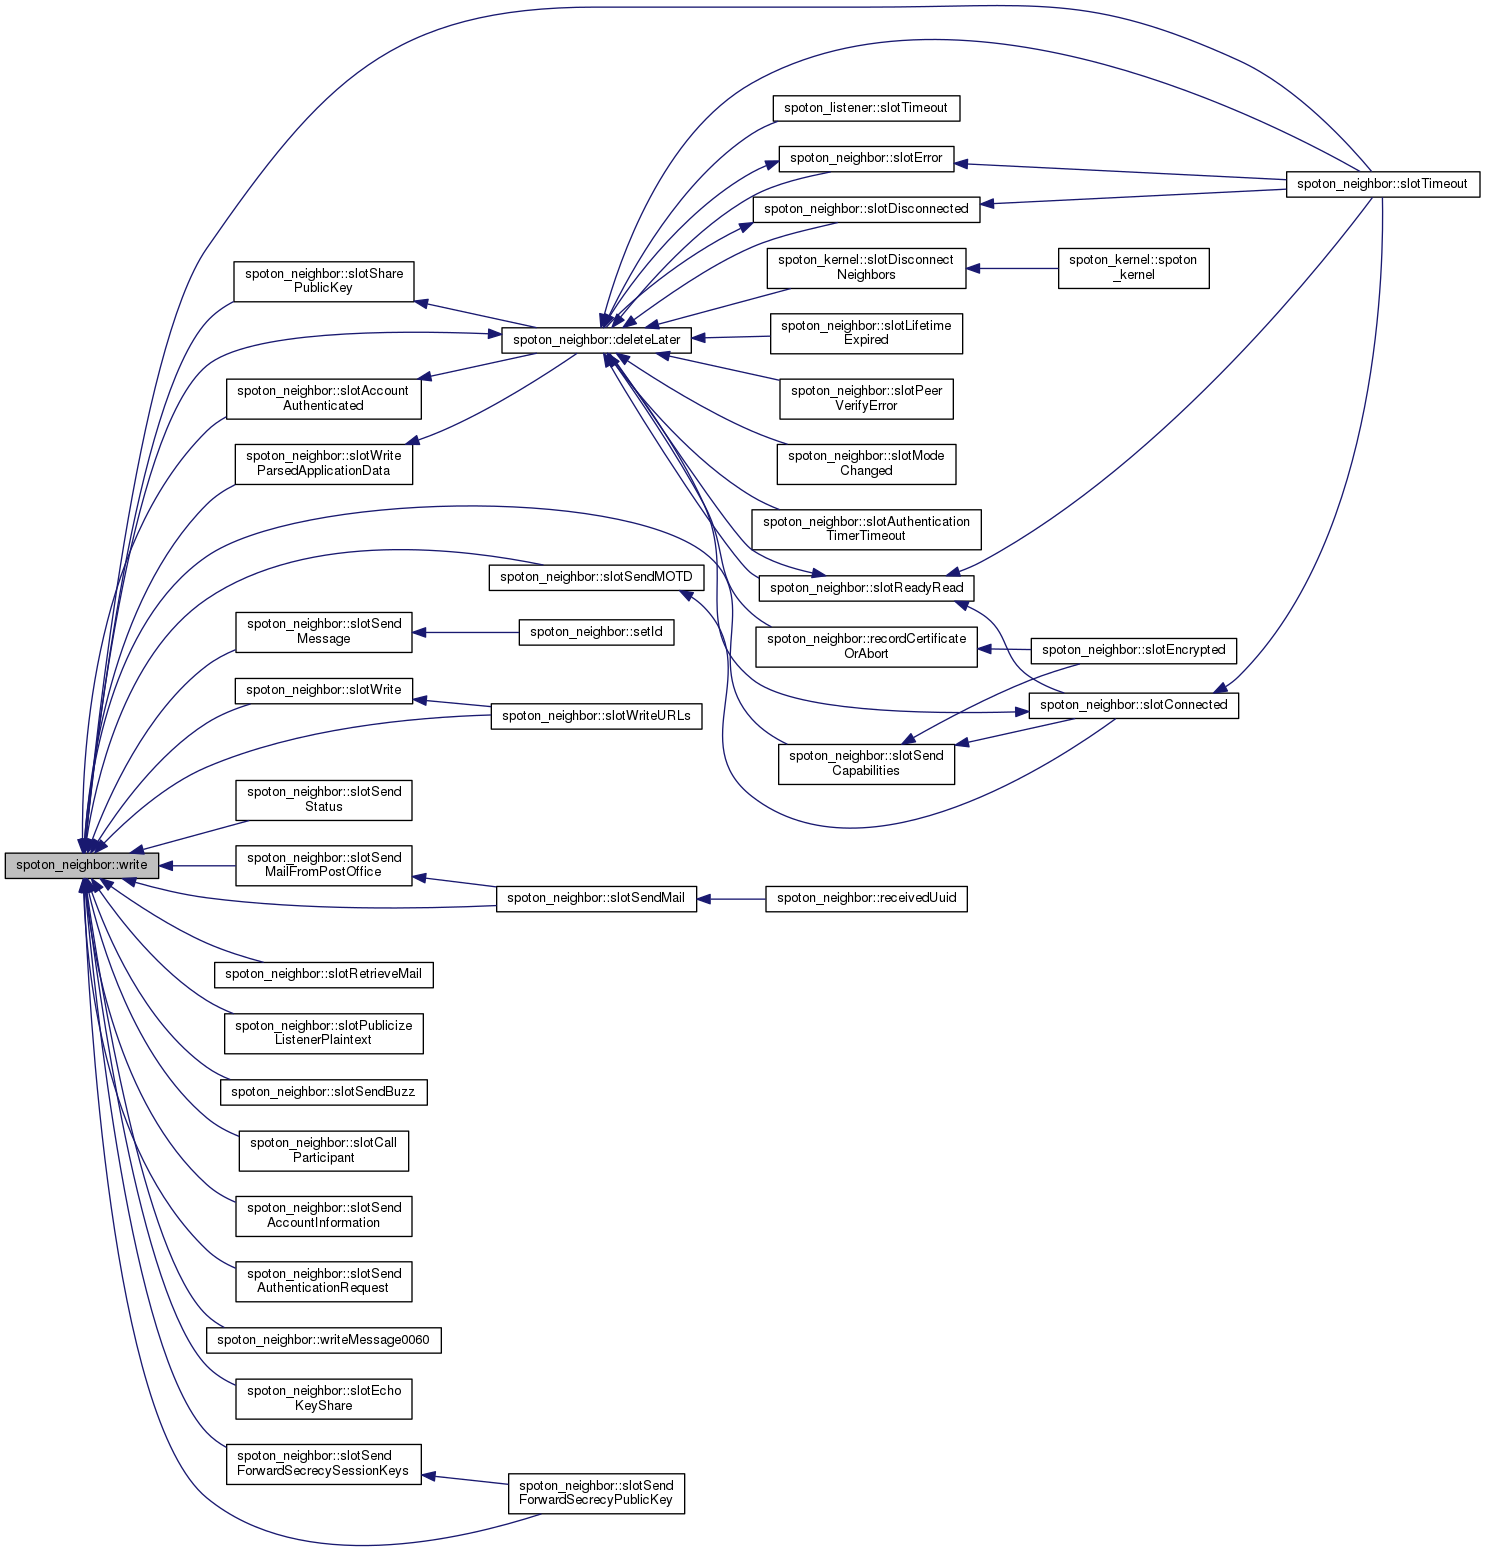 spoton_listener::slotTimeout
spoton_neighbor::slotError
spoton_neighbor::slotTimeout
spoton_neighbor::slotDisconnected
spoton_kernel::slotDisconnect
Neighbors
spoton_kernel::spoton
_kernel
spoton_neighbor::slotShare
PublicKey
spoton_neighbor::deleteLater
spoton_neighbor::slotLifetime
Expired
spoton_neighbor::slotAccount
Authenticated
spoton_neighbor::slotPeer
VerifyError
spoton_neighbor::slotWrite
ParsedApplicationData
spoton_neighbor::slotMode
Changed
spoton_neighbor::slotAuthentication
TimerTimeout
spoton_neighbor::slotSendMOTD
spoton_neighbor::slotReadyRead
spoton_neighbor::slotSend
Message
spoton_neighbor::setId
spoton_neighbor::recordCertificate
OrAbort
spoton_neighbor::slotEncrypted
spoton_neighbor::slotWrite
spoton_neighbor::slotWriteURLs
spoton_neighbor::slotConnected
spoton_neighbor::slotSend
Capabilities
spoton_neighbor::slotSend
Status
spoton_neighbor::write
spoton_neighbor::slotSend
MailFromPostOffice
spoton_neighbor::slotSendMail
spoton_neighbor::receivedUuid
spoton_neighbor::slotRetrieveMail
spoton_neighbor::slotPublicize
ListenerPlaintext
spoton_neighbor::slotSendBuzz
spoton_neighbor::slotCall
Participant
spoton_neighbor::slotSend
AccountInformation
spoton_neighbor::slotSend
AuthenticationRequest
spoton_neighbor::writeMessage0060
spoton_neighbor::slotEcho
KeyShare
spoton_neighbor::slotSend
ForwardSecrecySessionKeys
spoton_neighbor::slotSend
ForwardSecrecyPublicKey